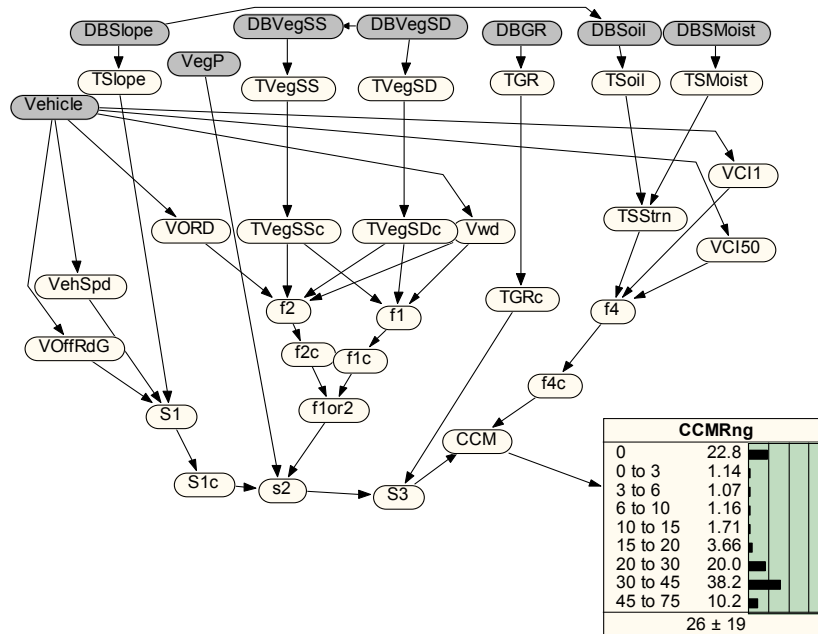 DBSlope
DBVegSS
DBVegSD
DBGR
DBSoil
DBSMoist
VegP
TSlope
TVegSS
TVegSD
TGR
TSoil
TSMoist
Vehicle
VCI1
VORD
TVegSSc
TVegSDc
Vwd
TSStrn
VCI50
VehSpd
TGRc
f2
f1
f4
VOffRdG
f2c
f1c
f4c
S1
f1or2
CCM
S1c
s2
S3
CCMRng
0 22.8
0 to 3 1.14
3 to 6 1.07
6 to 10 1.16
10 to 15 1.71
15 to 20 3.66
20 to 30 20.0
30 to 45 38.2
45 to 75 10.2
26 ± 19